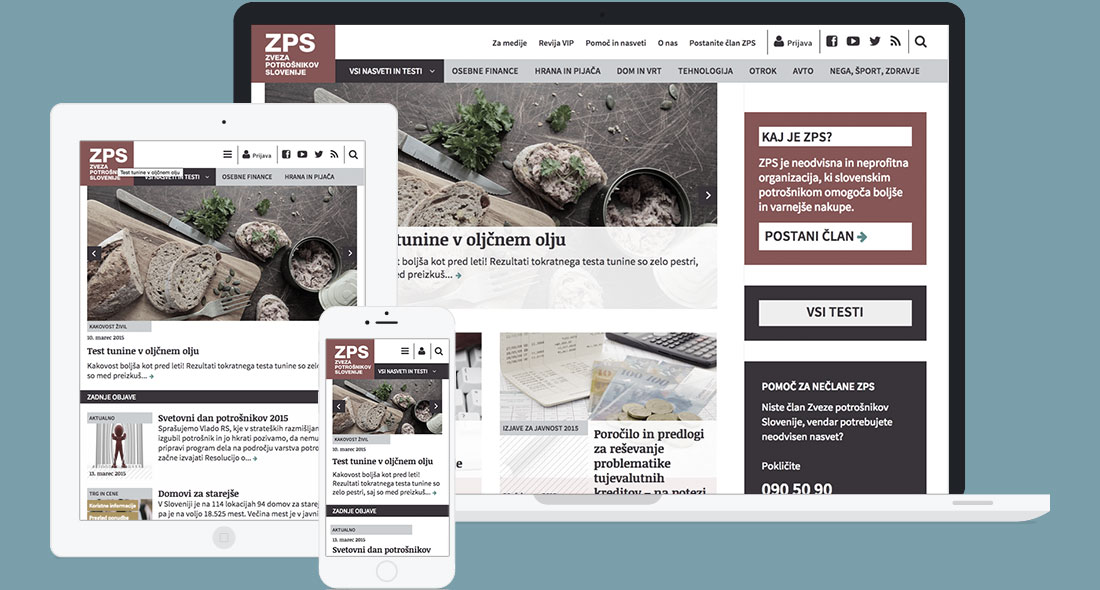 ZPS
ZVEZA
POTROŠNIKOV
SLOVENIJE
Za medije
Revija VIP
Pomoč in nasveti
O nas
Postanite član ZPS
Prijava
VSI NASVETI IN TESTI
OSEBNE FINANCE
HRANA IN PIJAČA
DOM IN VRT
TEHNOLOGIJA
OTROK
AVTO
NEGA, ŠPORT, ZDRAVJE
tunine v oljčnem olju
boljša kot pred leti! Rezultati tokratnega testa tunine so zelo pestri,
med preizkuš...
KAJ JE ZPS?
ZPS je neodvisna in neprofitna
organizacija, ki slovenskim
potrošnikom omogoča boljše
in varnejše nakupe.
POSTANI ČLAN
VSI TESTI
POMOČ ZA NEČLANE ZPS
Niste član Zveze potrošnikov
Slovenije, vendar potrebujete
neodvisen nasvet?
Pokličite
090 50 90
IZJAVE ZA JAVNOST 2015
Poročilo in predlogi
za reševanje
problematike
tujevalutnih
kreditov – na potezi
ZPS
ZVEZA
POTROŠN
SLOVENIJE
Test tunine v oljčnem olju
Prijava
VSI NASVETI IN TESTI
OSEBNE FINANCE
HRANA IN PIJAČA
KAKOVOST ŽIVIL
10. marec 2015
Test tunine v oljčnem olju
Kakovost boljša kot pred leti! Rezultati tokratnega testa tunine
so med preizkuš...
ZADNJE OBJAVE
AKTUALNO
13. marec 2015
Svetovni dan potrošnikov 2015
Sprašujemo Vlado RS, kje v strateških razmišljan
izgubil potrošnik in jo hkrati pozivamo, da nemu
pripravi program dela na področju varstva potro
začne izvajati Resolucijo o...
TRG IN CENE
Koristne informacije
Domovi za starejše
V Sloveniji je na 114 lokacijah 94 domov za stare
pa je na voljo 18.525 mest. Večina mest je v javni
ZPS
ZVEZA
POTROŠNIKOV
SLOVENIJE
VSI NASVETI IN TESTI
KAKOVOST ŽIVIL
10. marec 2015
Test tunine v oljčnem olju
Kakovost boljša kot pred leti!
Rezultati tokratnega testa tunine so
zelo pestri, saj so med preizkuš...
ZADNJE OBJAVE
AKTUALNO
13. marec 2015
Svetovni dan potrošnikov